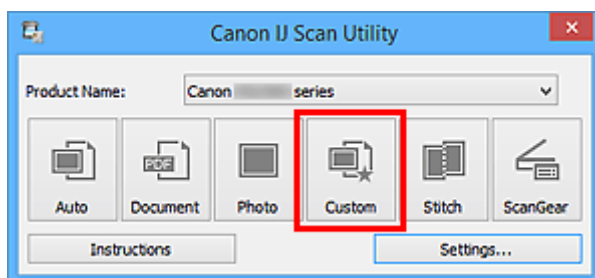 Canon IJ Scan Utility
Product Name: Canon series
PDF
Auto Document Photo Custom Stitch ScanGear
Instructions Settings...